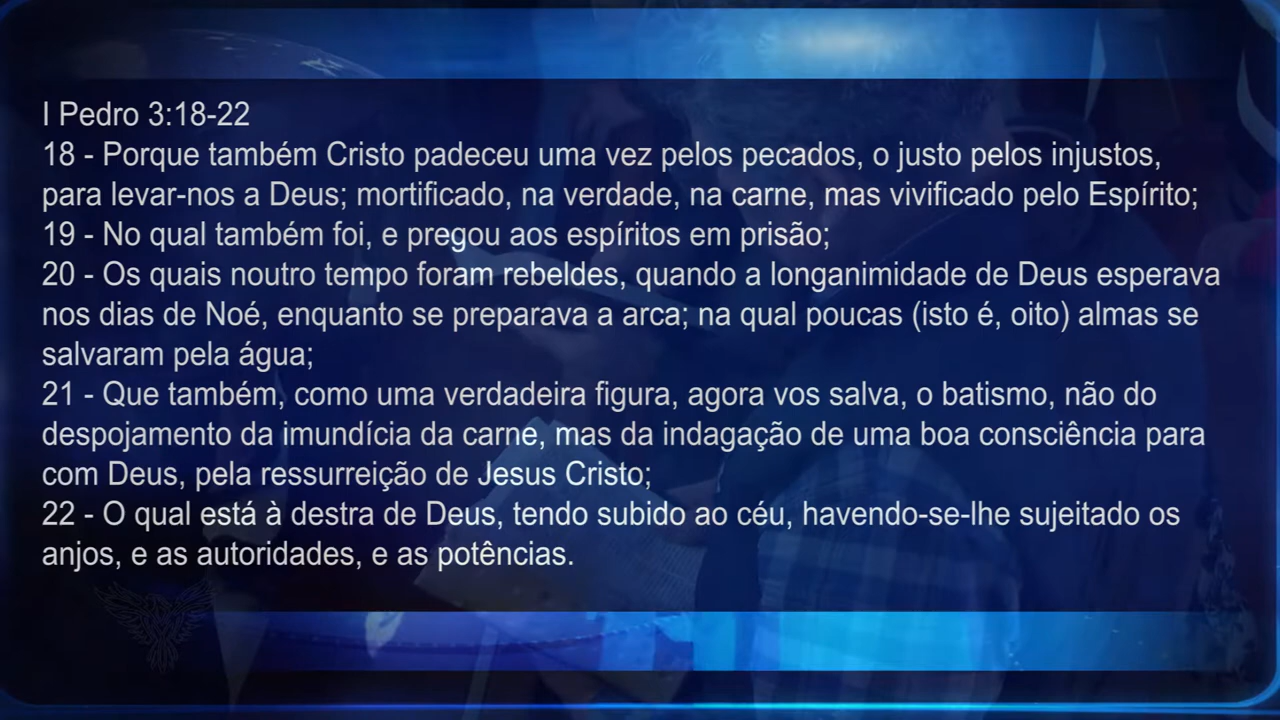 I Pedro 3:18-22
18 - Porque também Cristo padeceu uma vez pelos pecados, o justo pelos injustos,
para levar-nos a Deus; mortificado, na verdade, na carne, mas vivificado pelo Espírito;
19 - No qual também foi, e pregou aos espíritos em prisão;
20 - Os quais noutro tempo foram rebeldes, quando a longanimidade de Deus esperava
nos dias de Noé, enquanto se preparava a arca; na qual poucas (isto é, oito) almas se
salvaram pela água;
21 - Que também, como uma verdadeira figura, agora vos salva, o batismo, não do
despojamento da imundícia da carne, mas da indagação de uma boa consciência para
com Deus, pela ressurreição de Jesus Cristo;
22 - O qual está à destra de Deus, tendo subido ao céu, havendo-se-lhe sujeitado os
anjos, e as autoridades, e as potências.